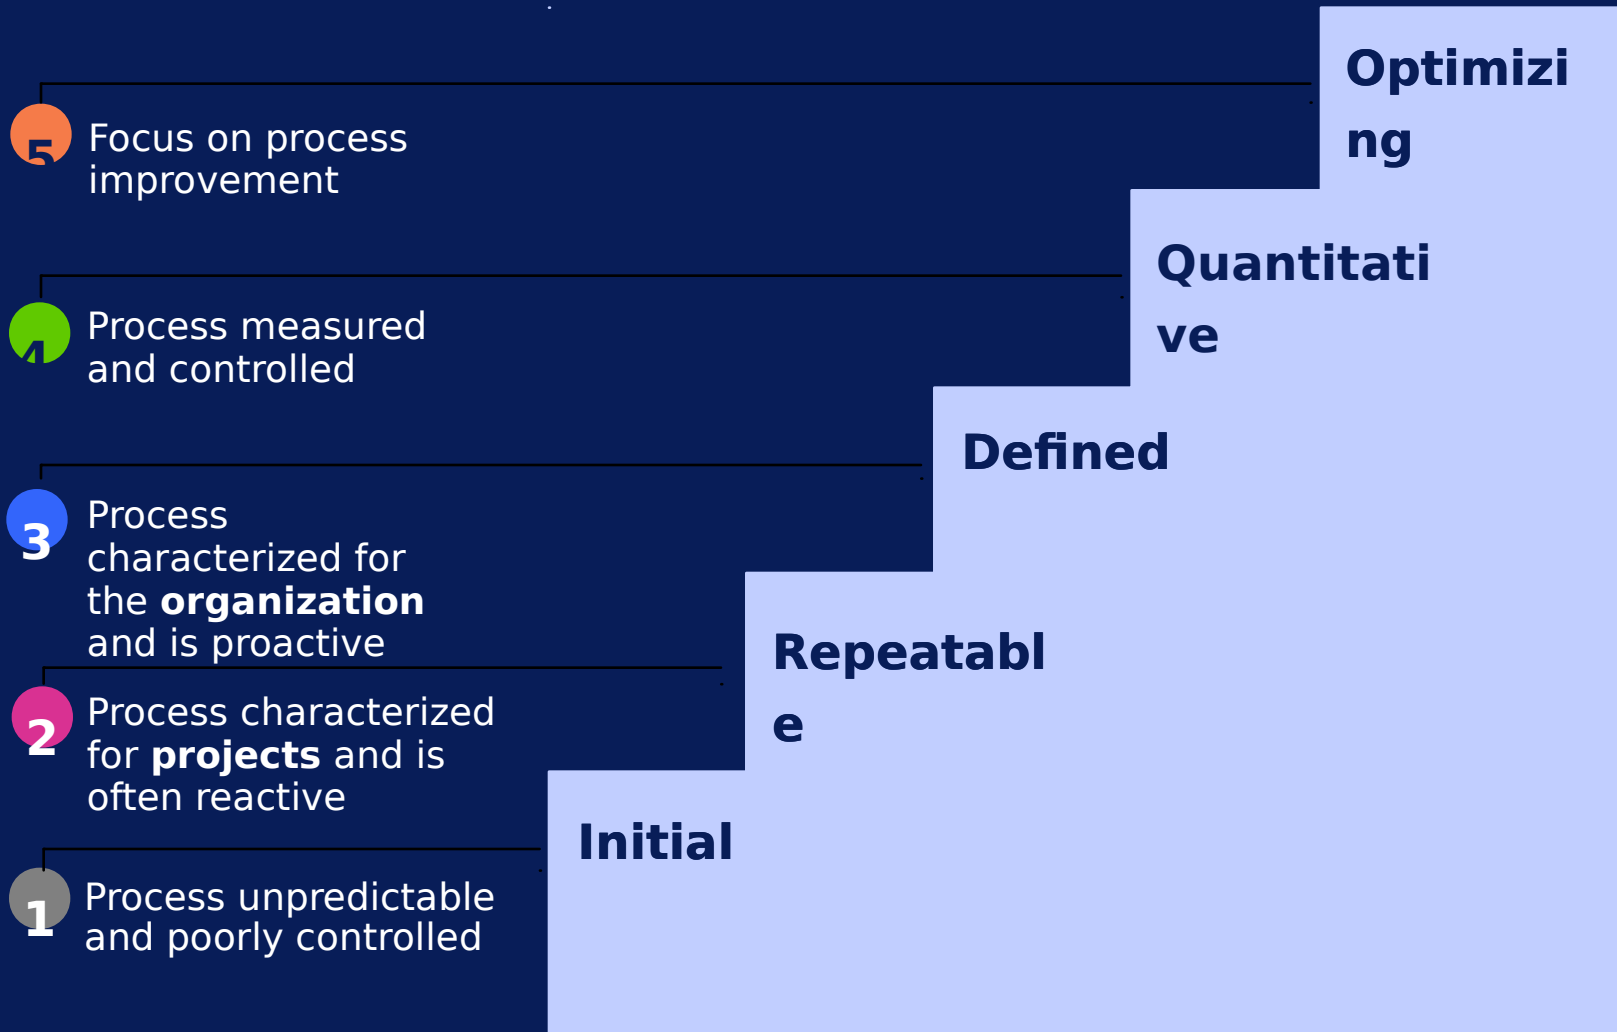 Optimizi
ng
5
Focus on process
improvement
Quantitati
ve
4
Process measured
and controlled
Defined
3
Process
characterized for
the organization
and is proactive
Repeatabl
e
2
Process characterized
for projects and is
often reactive
Initial
1
Process unpredictable
and poorly controlled